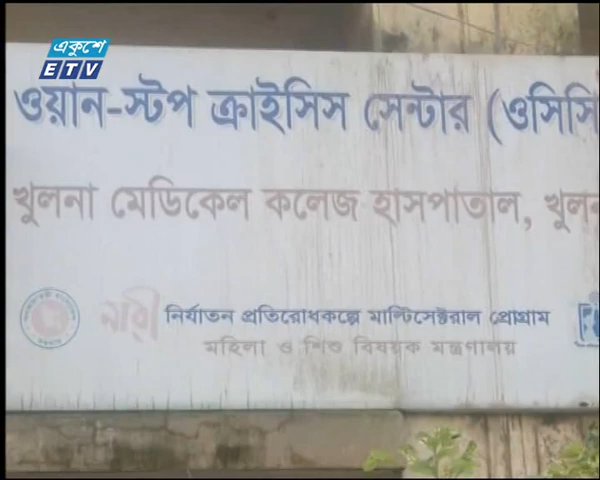 একুশে
ETV
ওয়ান-স্টপ ক্রাইসিস সেন্টার (ওসিসি
খুলনা মেডিকেল কলেজ হাসপাতাল, খুলন
নারী নির্যাতন প্রতিরোধকল্পে মাল্টিসেক্টরাল প্রোগ্রাম
মহিলা ও শিশু বিষয়ক মন্ত্রণালয়